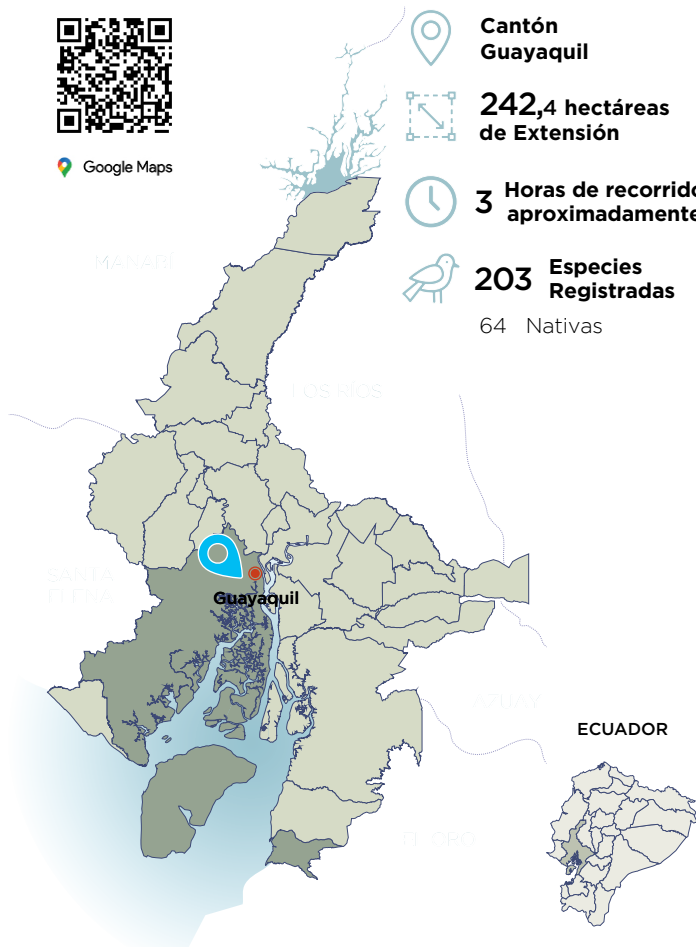 Google Maps
Cantón
Guayaquil
242,4 hectáreas
de Extensión
3 Horas de recorrido
aproximadamente
203 Especies
Registradas
64 Nativas
MANABÍ
LOS RÍOS
SANTA
ELENA
Guayaquil
AZUAY
EL ORO
ECUADOR